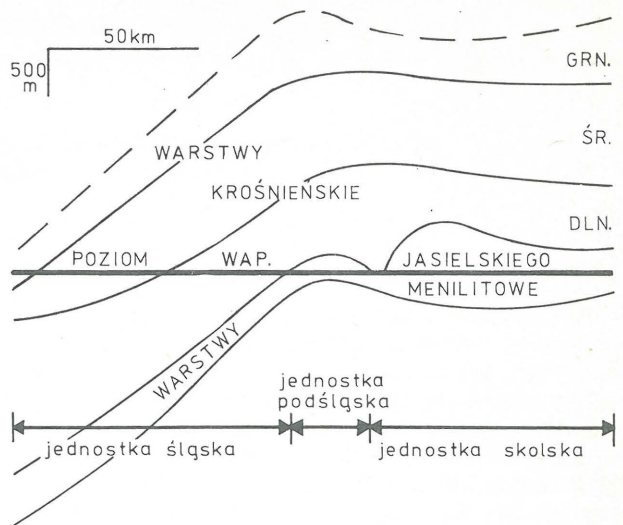 50km
500
m
GRN.
WARSTWY
ŚR.
KROŚNIEŃSKIE
DLN.
POZIOM WAP. JASIELSKIEGO
MENILITOWE
WARSTWY
jednostka
podśląska
jednostka śląska
jednostka skolska